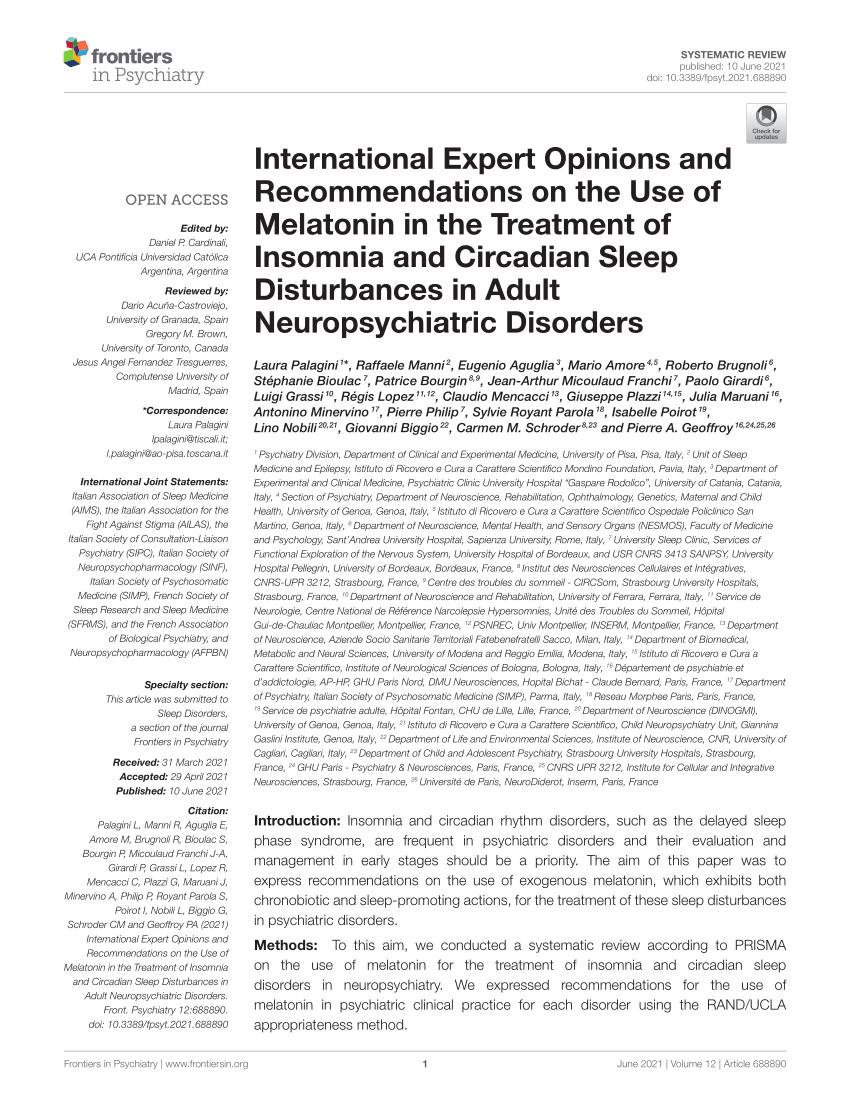 frontiers
in Psychiatry
SYSTEMATIC REVIEW
published: 10 June 2021
doi: 10.3389/fpsyt.2021.688890
Check for
updates
International Expert Opinions and
Recommendations on the Use of
Melatonin in the Treatment of
Insomnia and Circadian Sleep
Disturbances in Adult
Neuropsychiatric Disorders
OPEN ACCESS
Edited by:
Daniel P. Cardinali,
UCA Pontificia Universidad Católica
Argentina, Argentina
Reviewed by:
Dario Acuña-Castroviejo,
University of Granada, Spain
Gregory M. Brown,
University of Toronto, Canada
Jesus Angel Fernandez Tresguerres,
Complutense University of
Madrid, Spain
*Correspondence:
Laura Palagini
lpalagini@tiscali.it;
l.palagini@ao-pisa.toscana.it
International Joint Statements:
Italian Association of Sleep Medicine
(AIMS), the Italian Association for the
Fight Against Stigma (AILAS), the
Italian Society of Consultation-Liaison
Psychiatry (SIPC), Italian Society of
Neuropsychopharmacology (SINF),
Italian Society of Psychosomatic
Medicine (SIMP), French Society of
Sleep Research and Sleep Medicine
(SFRMS), and the French Association
of Biological Psychiatry, and
Neuropsychopharmacology (AFPBN)
Specialty section:
This article was submitted to
Sleep Disorders,
a section of the journal
Frontiers in Psychiatry
Received: 31 March 2021
Accepted: 29 April 2021
Published: 10 June 2021
Citation:
Palagini L, Manni R, Aguglia E,
Amore M, Brugnoli R, Bioulac S,
Bourgin P, Micoulaud Franchi J-A,
Girardi P, Grassi L, Lopez R,
Mencacci C, Plazzi G, Maruani J,
Minervino A, Philip P, Royant Parola S,
Poirot I, Nobili L, Biggio G,
Schroder CM and Geoffroy PA (2021)
International Expert Opinions and
Recommendations on the Use of
Melatonin in the Treatment of Insomnia
and Circadian Sleep Disturbances in
Adult Neuropsychiatric Disorders.
Front. Psychiatry 12:688890.
doi: 10.3389/fpsyt.2021.688890
Laura Palagini 1*, Raffaele Manni 2, Eugenio Aguglia 3, Mario Amore 4,5, Roberto Brugnoli 6,
Stéphanie Bioulac 7, Patrice Bourgin 8,9, Jean-Arthur Micoulaud Franchi 7, Paolo Girardi 6,
Luigi Grassi 10, Régis Lopez 11,12, Claudio Mencacci 13, Giuseppe Plazzi 14,15, Julia Maruani 16,
Antonino Minervino 17, Pierre Philip 7, Sylvie Royant Parola 18, Isabelle Poirot 19,
Lino Nobili 20,21, Giovanni Biggio 22, Carmen M. Schroder 8,23 and Pierre A. Geoffroy 16,24,25,26
1 Psychiatry Division, Department of Clinical and Experimental Medicine, University of Pisa, Pisa, Italy, 2 Unit of Sleep
Medicine and Epilepsy, Istituto di Ricovero e Cura a Carattere Scientifico Mondino Foundation, Pavia, Italy, 3 Department of
Experimental and Clinical Medicine, Psychiatric Clinic University Hospital “Gaspare Rodolico”, University of Catania, Catania,
Italy, 4 Section of Psychiatry, Department of Neuroscience, Rehabilitation, Ophthalmology, Genetics, Maternal and Child
Health, University of Genoa, Genoa, Italy, 5 Istituto di Ricovero e Cura a Carattere Scientifico Ospedale Policlinico San
Martino, Genoa, Italy, 6 Department of Neuroscience, Mental Health, and Sensory Organs (NESMOS), Faculty of Medicine
and Psychology, Sant’Andrea University Hospital, Sapienza University, Rome, Italy, 7 University Sleep Clinic, Services of
Functional Exploration of the Nervous System, University Hospital of Bordeaux, and USR CNRS 3413 SANPSY, University
Hospital Pellegrin, University of Bordeaux, Bordeaux, France, 8 Institut des Neurosciences Cellulaires et Intégratives,
CNRS-UPR 3212, Strasbourg, France, 9 Centre des troubles du sommeil - CIRCSom, Strasbourg University Hospitals,
Strasbourg, France, 10 Department of Neuroscience and Rehabilitation, University of Ferrara, Ferrara, Italy, 11 Service de
Neurologie, Centre National de Référence Narcolepsie Hypersomnies, Unité des Troubles du Sommeil, Hôpital
Gui-de-Chauliac Montpellier, Montpellier, France, 12 PSNREC, Univ Montpellier, INSERM, Montpellier, France, 13 Department
of Neuroscience, Aziende Socio Sanitarie Territoriali Fatebenefratelli Sacco, Milan, Italy, 14 Department of Biomedical,
Metabolic and Neural Sciences, University of Modena and Reggio Emilia, Modena, Italy, 15 Istituto di Ricovero e Cura a
Carattere Scientifico, Institute of Neurological Sciences of Bologna, Bologna, Italy, 16 Département de psychiatrie et
d’addictologie, AP-HP, GHU Paris Nord, DMU Neurosciences, Hopital Bichat - Claude Bernard, Paris, France, 17 Department
of Psychiatry, Italian Society of Psychosomatic Medicine (SIMP), Parma, Italy, 18 Reseau Morphee Paris, Paris, France,
19 Service de psychiatrie adulte, Hôpital Fontan, CHU de Lille, Lille, France, 20 Department of Neuroscience (DINOGMI),
University of Genoa, Genoa, Italy, 21 Istituto di Ricovero e Cura a Carattere Scientifico, Child Neuropsychiatry Unit, Giannina
Gaslini Institute, Genoa, Italy, 22 Department of Life and Environmental Sciences, Institute of Neuroscience, CNR, University of
Cagliari, Cagliari, Italy, 23 Department of Child and Adolescent Psychiatry, Strasbourg University Hospitals, Strasbourg,
France, 24 GHU Paris - Psychiatry & Neurosciences, Paris, France, 25 CNRS UPR 3212, Institute for Cellular and Integrative
Neurosciences, Strasbourg, France, 26 Université de Paris, NeuroDiderot, Inserm, Paris, France
Introduction: Insomnia and circadian rhythm disorders, such as the delayed sleep
phase syndrome, are frequent in psychiatric disorders and their evaluation and
management in early stages should be a priority. The aim of this paper was to
express recommendations on the use of exogenous melatonin, which exhibits both
chronobiotic and sleep-promoting actions, for the treatment of these sleep disturbances
in psychiatric disorders.
Methods: To this aim, we conducted a systematic review according to PRISMA
on the use of melatonin for the treatment of insomnia and circadian sleep
disorders in neuropsychiatry. We expressed recommendations for the use of
melatonin in psychiatric clinical practice for each disorder using the RAND/UCLA
appropriateness method.
Frontiers in Psychiatry | www.frontiersin.org
1
June 2021 | Volume 12 | Article 688890